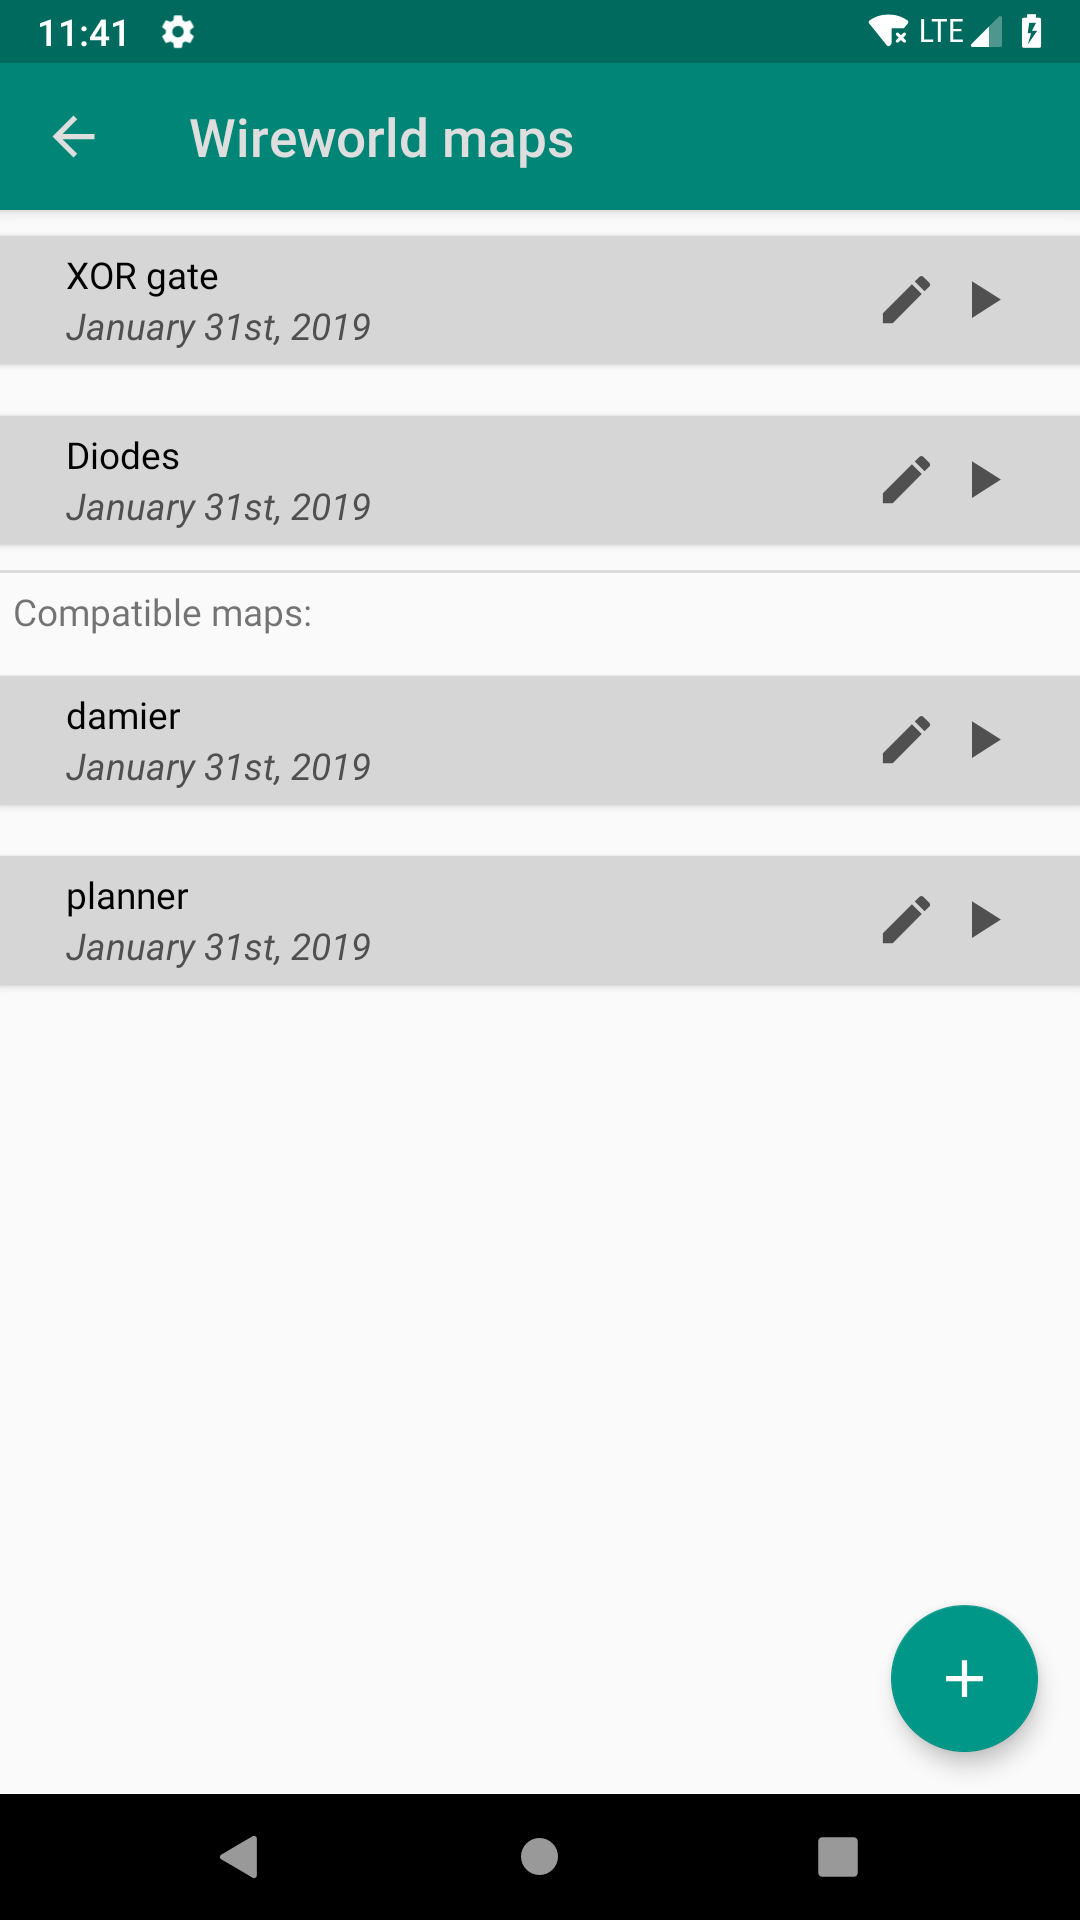 11:41 LTE
Wireworld maps
XOR gate
January 31st, 2019
Diodes
January 31st, 2019
Compatible maps:
damier
January 31st, 2019
planner
January 31st, 2019